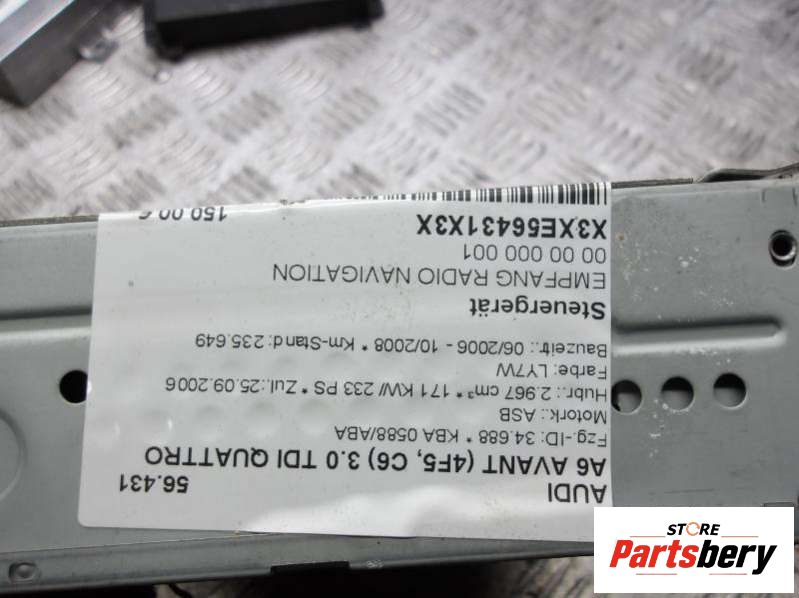 AUDI
56.431
A6 AVANT (4F5, C6) 3.0 TDI QUATTRO
Fzg.-ID: 34.688 * KBA 0588/ABA
Motork.: ASB
Hubr.: 2.967 cm³ * 171 KW/ 233 PS * Zul.:25.09.2006
Farbe: LY7W
Bauzeitr.: 06/2006 - 10/2008 * Km-Stand: 235.649
Steuergerät
EMPFANG RADIO NAVIGATION
00 00 000 001
X3XE56431X3X
150.00 €
STORE
Partsbery